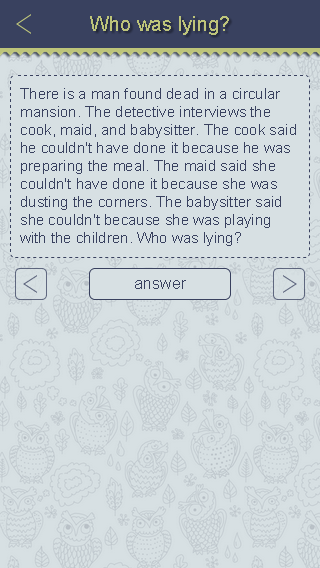 Who was lying?
There is a man found dead in a circular
mansion. The detective interviews the
cook, maid, and babysitter. The cook said
he couldn't have done it because he was
preparing the meal. The maid said she
couldn't have done it because she was
dusting the corners. The babysitter said
she couldn't because she was playing
with the children. Who was lying?
answer